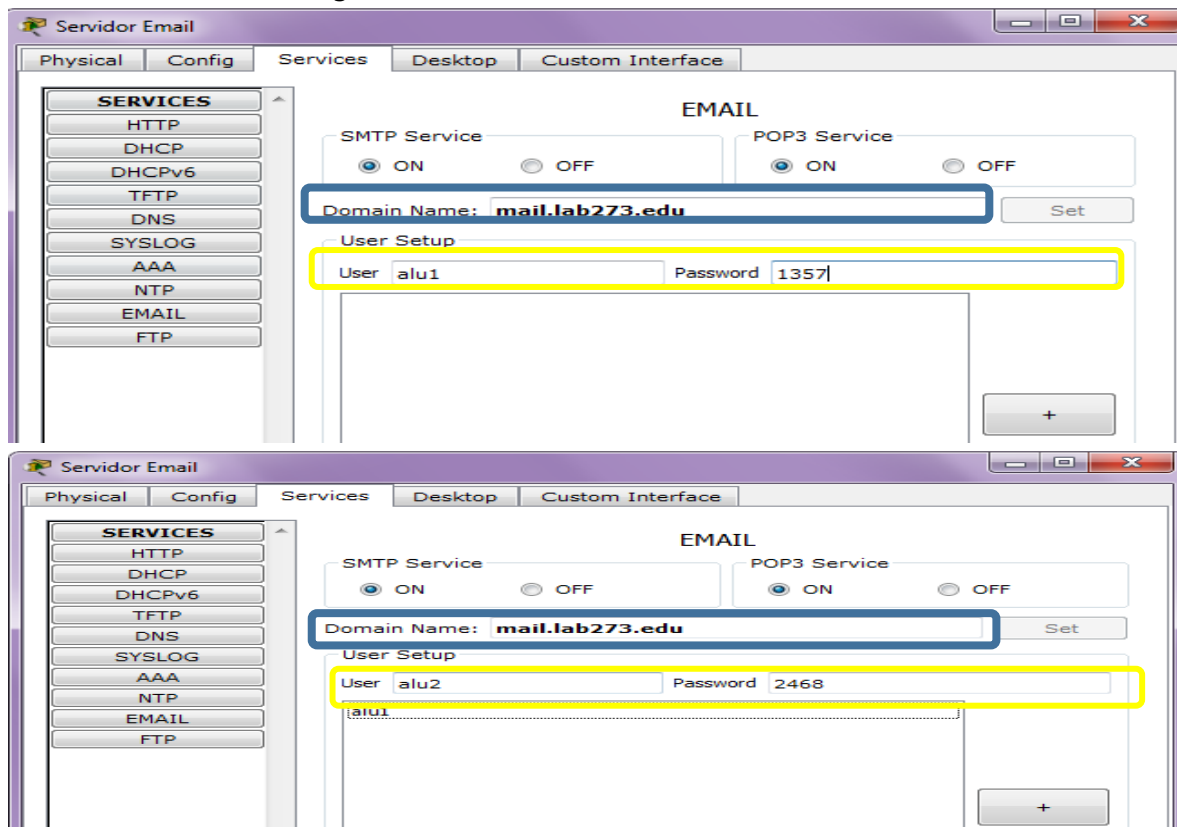 Servidor Email
Physical Config Services Desktop Custom Interface
SERVICES
HTTP
DHCP
DHCPv6
TFTP
DNS
SYSLOG
AAA
NTP
EMAIL
FTP
EMAIL
SMTP Service POP3 Service
ON OFF ON OFF
Domain Name: mail.lab273.edu Set
User Setup
User alu1 Password 1357
+
Servidor Email
Physical Config Services Desktop Custom Interface
SERVICES
HTTP
DHCP
DHCPv6
TFTP
DNS
SYSLOG
AAA
NTP
EMAIL
FTP
EMAIL
SMTP Service POP3 Service
ON OFF ON OFF
Domain Name: mail.lab273.edu Set
User Setup
User alu2 Password 2468
alu1
+